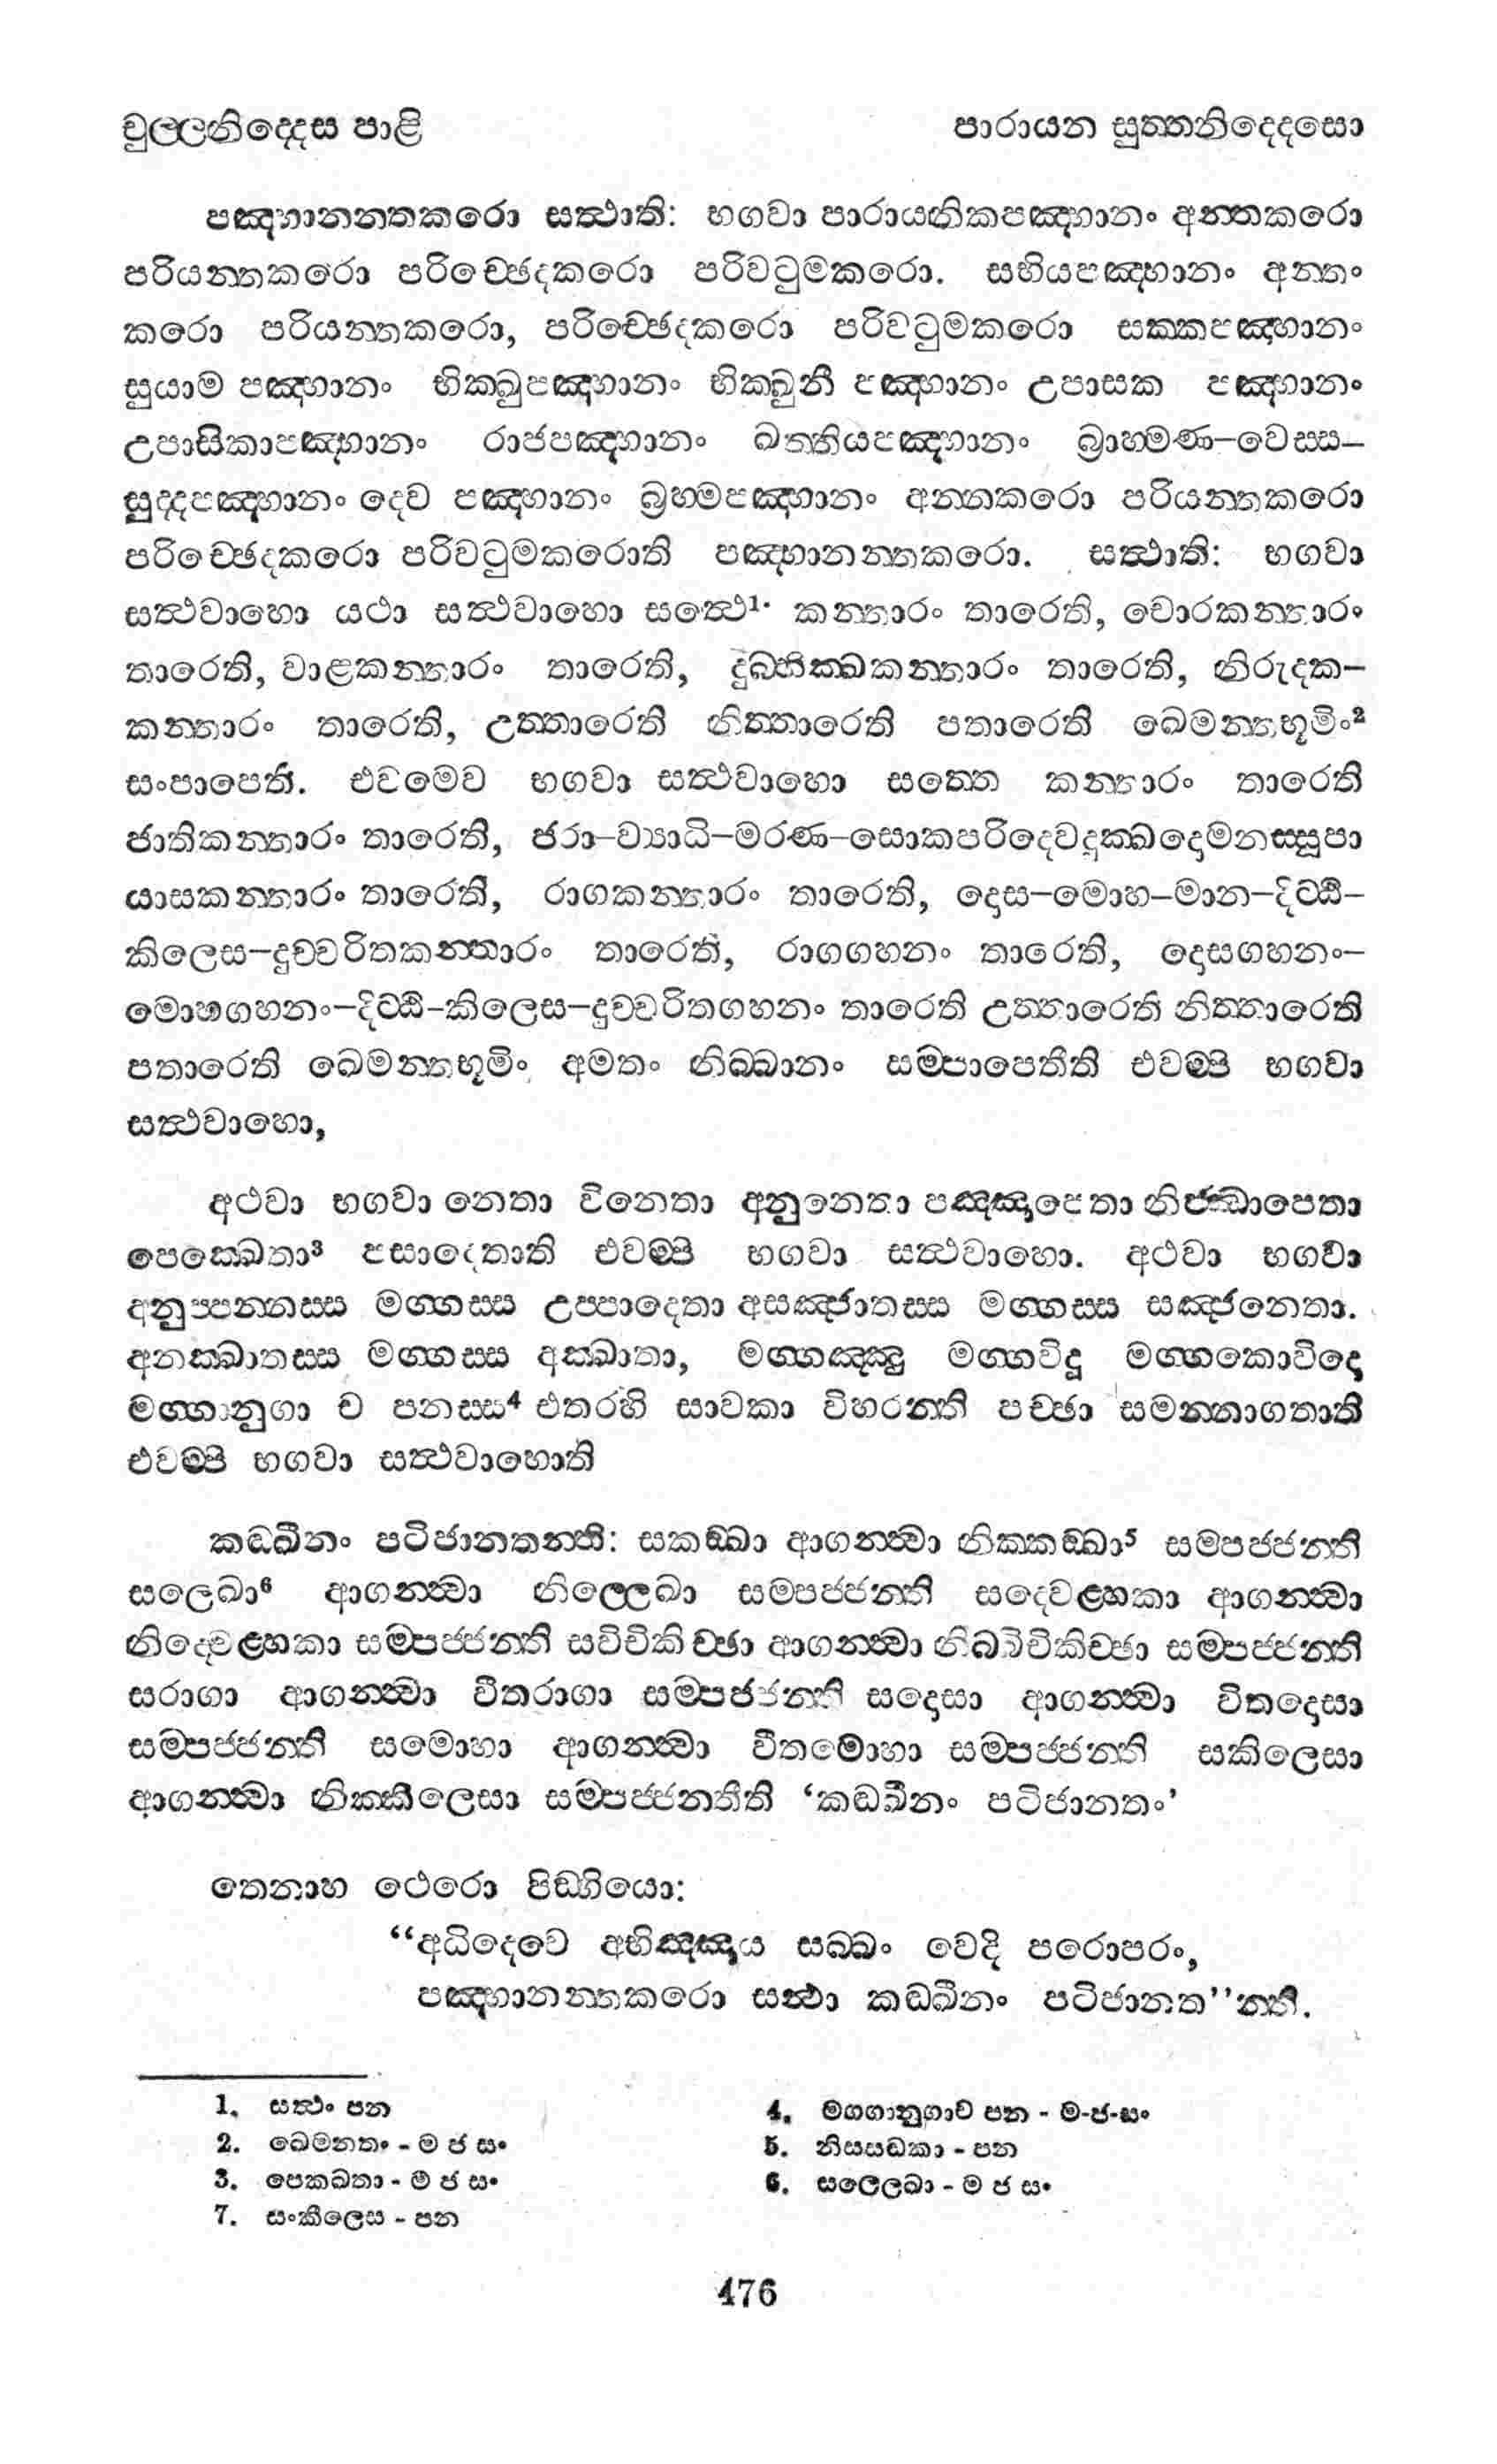 චුල්ලනිද්දෙස පාළි
පාරායන සුත්තනිද්දෙසො
පඤ්හානන්තකරො සත්ථාති: භගවා පාරායනිකපඤ්හානං අන්තකරො
පරියන්තකරො පරිච්ඡෙදකරො පරිවටුමකරො. සභියපඤ්හානං අන්තං
කරො පරියන්තකරො, පරිච්ඡෙදකරො පරිවටුමකරො සක්කපඤ්හානං
සුයාම පඤ්හානං භික්ඛුපඤ්හානං භික්ඛුනී පඤ්හානං උපාසක පඤ්හානං
උපාසිකාපඤ්හානං රාජපඤ්හානං ඛත්තියපඤ්හානං බ්‍රාහ්මණ–වෙස්ස–
සුද්දපඤ්හානං දෙව පඤ්හානං බ්‍රහ්මපඤ්හානං අන්තකරො පරියන්තකරො
පරිච්ඡෙදකරො පරිවටුමකරොති පඤ්හානන්තකරො. සත්ථාති: භගවා
සත්ථවාහො යථා සත්ථවාහො සත්ථෙ1· කන්තාරං තාරෙති, චොරකන්තාරං
තාරෙති, වාළකන්තාරං තාරෙති, දුබ්භික්ඛකන්තාරං තාරෙති, නිරුදක–
කන්තාරං තාරෙති, උත්තාරෙති නිත්තාරෙති පතාරෙති ඛෙමන්තභූමිං2
සංපාපෙති. එවමෙව භගවා සත්ථවාහො සත්තෙ කන්තාරං තාරෙති
ජාතිකන්තාරං තාරෙති, ජරා–ව්‍යාධි–මරණ–සොකපරිදෙවදුක්ඛදොමනස්සූපා
යාසකන්තාරං තාරෙති, රාගකන්තාරං තාරෙති, දොස–මොහ–මාන–දිට්ඨි–
කිලෙස–දුච්චරිතකන්තාරං තාරෙති, රාගගහනං තාරෙති, දොසගහනං–
මොහගහනං–දිට්ඨි–කිලෙස–දුච්චරිතගහනං තාරෙති උත්තාරෙති නිත්තාරෙති
පතාරෙති ඛෙමන්තභූමිං අමතං නිබ්බානං සම්පාපෙතීති එවම්පි භගවා
සත්ථවාහො,
අථවා භගවා නෙතා විනෙතා අනුනෙතා පඤ්ඤාපෙතා නිජ්ඣාපෙතා
පෙක්ඛෙතා3 පසාදෙතාති එවම්පි භගවා සත්ථවාහො. අථවා භගවා
අනුප්පන්නස්ස මග්ගස්ස උප්පාදෙතා අසඤ්ජාතස්ස මග්ගස්ස සඤ්ජනෙතා.
අනක්ඛාතස්ස මග්ගස්ස අක්ඛාතා, මග්ගඤ්ඤු මග්ගවිදූ මග්ගකොවිදො
මග්ගානුගා ච පනස්ස4 එතරහි සාවකා විහරන්ති පච්ඡා සමන්නාගතාති
එවම්පි භගවා සත්ථවාහොති
කඞ්ඛීනං පටිජානතන්ති: සකඞ්ඛා ආගන්ත්වා නික්කඞ්ඛා5 සම්පජ්ජන්ති
සලෙඛා6 ආගන්ත්වා නිල්ලෙඛා සම්පජ්ජන්ති සද්වෙළ්හකා ආගන්ත්වා
නිද්වෙළ්හකා සම්පජ්ජන්ති සවිචිකිච්ඡා ආගන්ත්වා නිබ්බිචිකිච්ඡා සම්පජ්ජන්ති
සරාගා ආගන්ත්වා වීතරාගා සම්පජ්ජන්ති සදොසා ආගන්ත්වා විතදොසා
සම්පජ්ජන්ති සමොහා ආගන්ත්වා වීතමොහා සම්පජ්ජන්ති සකිලෙසා
ආගන්ත්වා නික්කිලෙසා සම්පජ්ජන්තීති ‘කඞ්ඛීනං පටිජානතං’
තෙනාහ ථෙරො පිඞ්ගියො:
“අධිදෙවෙ අභිඤ්ඤාය සබ්බං වෙදි පරොපරං,
පඤ්හානන්තකරො සත්ථා කඞ්ඛීනං පටිජානත”න්ති.
1. සත්ථං පන
2. ඛෙමනතං - ම ජ සං
3. පෙකඛතා - ම ජ සං
7. සංකීලෙස - පන
4. මගගානුගාච පන - ම-ජ-සං
5. නිසසඞකා - පන
6. සලෙලඛා - ම ජ සං
476